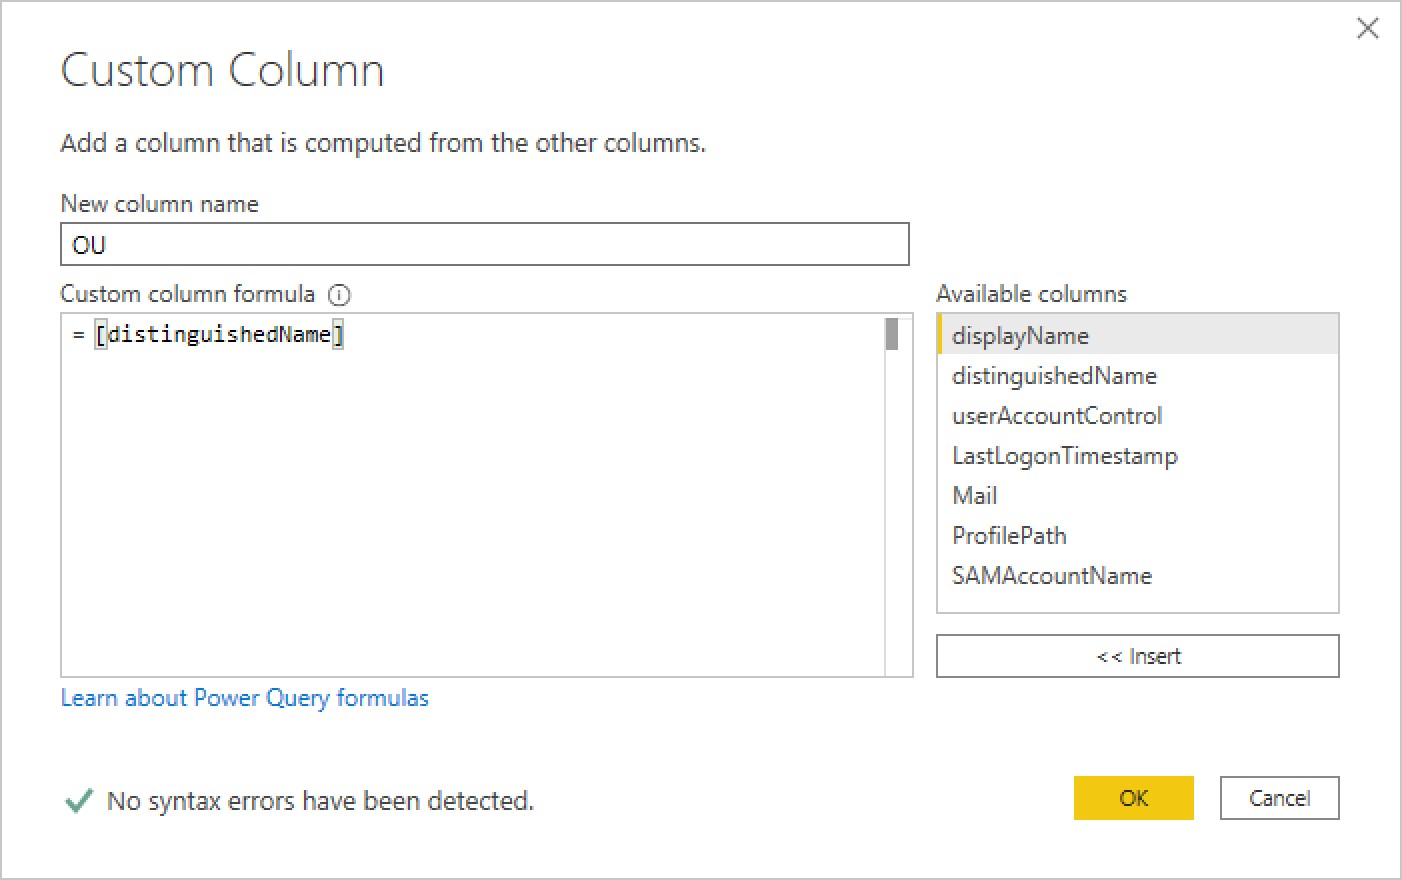 Custom Column
Add a column that is computed from the other columns.
New column name
OU
Custom column formula
= [distinguishedName]
Available columns
displayName
distinguishedName
userAccountControl
LastLogonTimestamp
Mail
ProfilePath
SAMAccountName
<< Insert
Learn about Power Query formulas
No syntax errors have been detected.
OK
Cancel